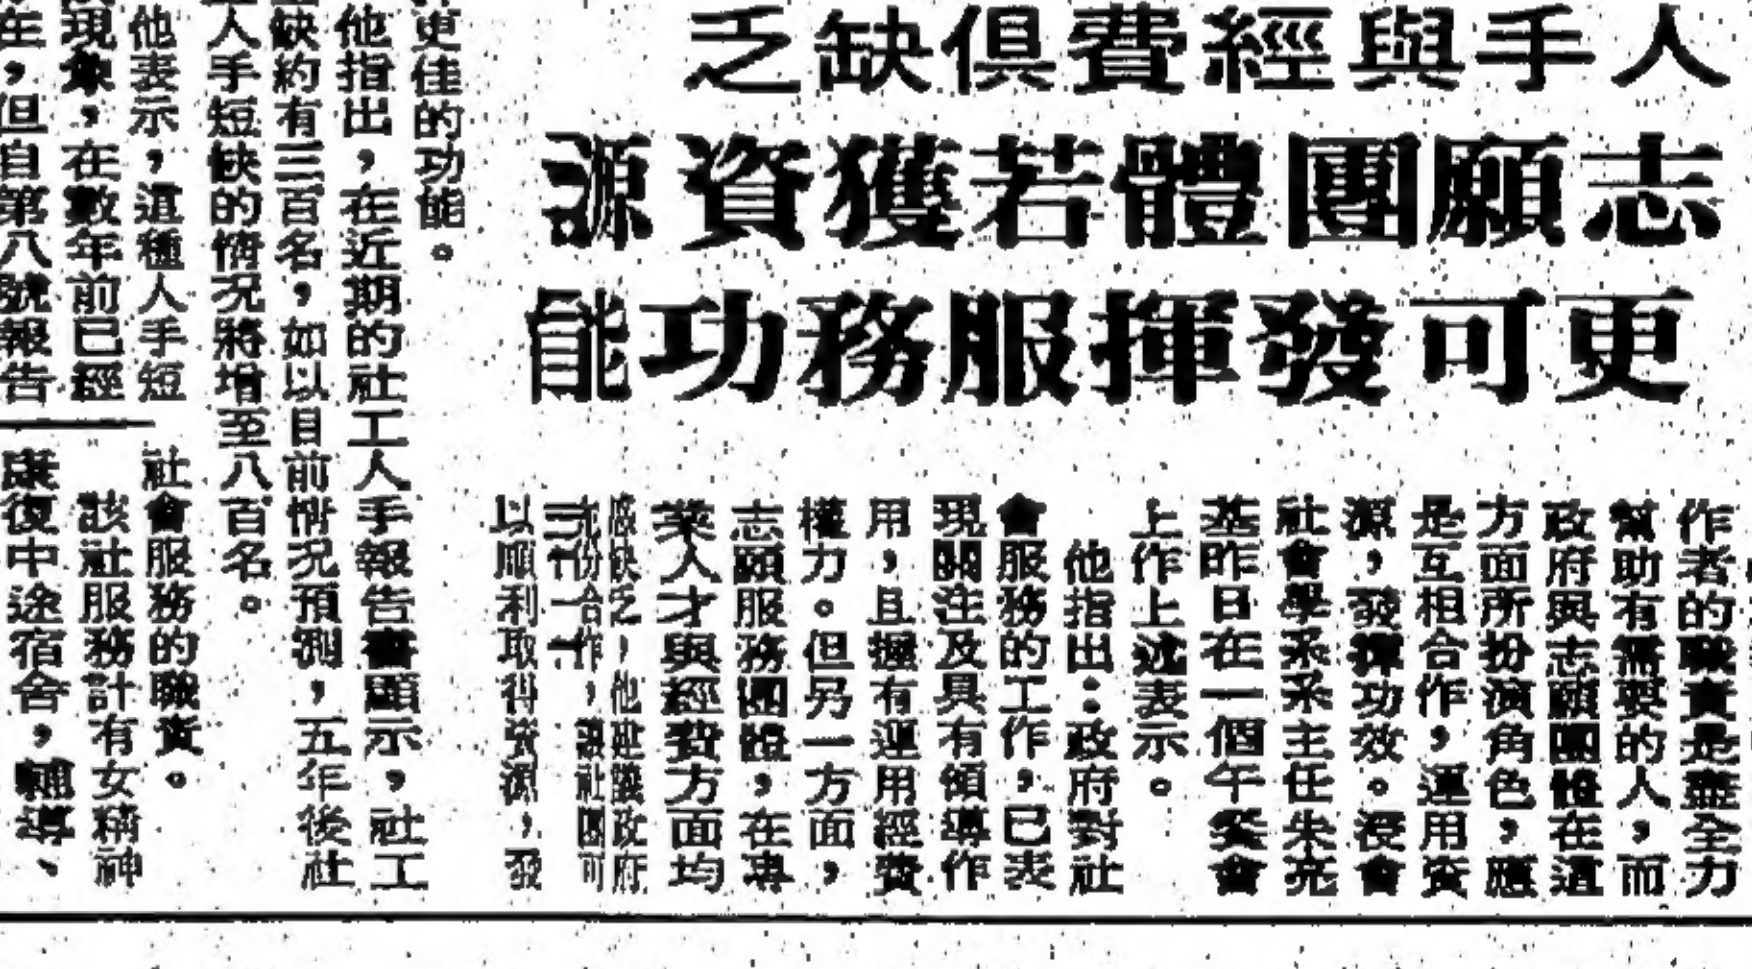 人手與經費俱缺乏
志願團體若獲資源
更可發揮服務功能
作者的職責是盡全力
幫助有需要的人，而
政府與志願團體在這
方面所扮演角色，應
是互相合作，運用資
源，發揮功效。浸會
社會學系系主任朱亮
基昨日在一個午餐會
上作上述表示。
他指出：政府對社
會服務的工作，已表
現關注及具有領導作
用，且握有運用經費
權力。但另一方面，
志願服務團體，在專
業人才與經費方面均
感缺乏，他建議政府
份合作，讓社團可
以順利取得資源，發
更佳的功能。
他指出，在近期的社工人手報告書顯示，社工
缺約有三百名，如以目前情况預測，五年後社
人手短缺的情况將增至八百名。
他表示，這種人手短
現象，在數年前已經
在，但自第八號報告
社會服務的職責。
該社服務計有女精神
康復中途宿舍，輔導、